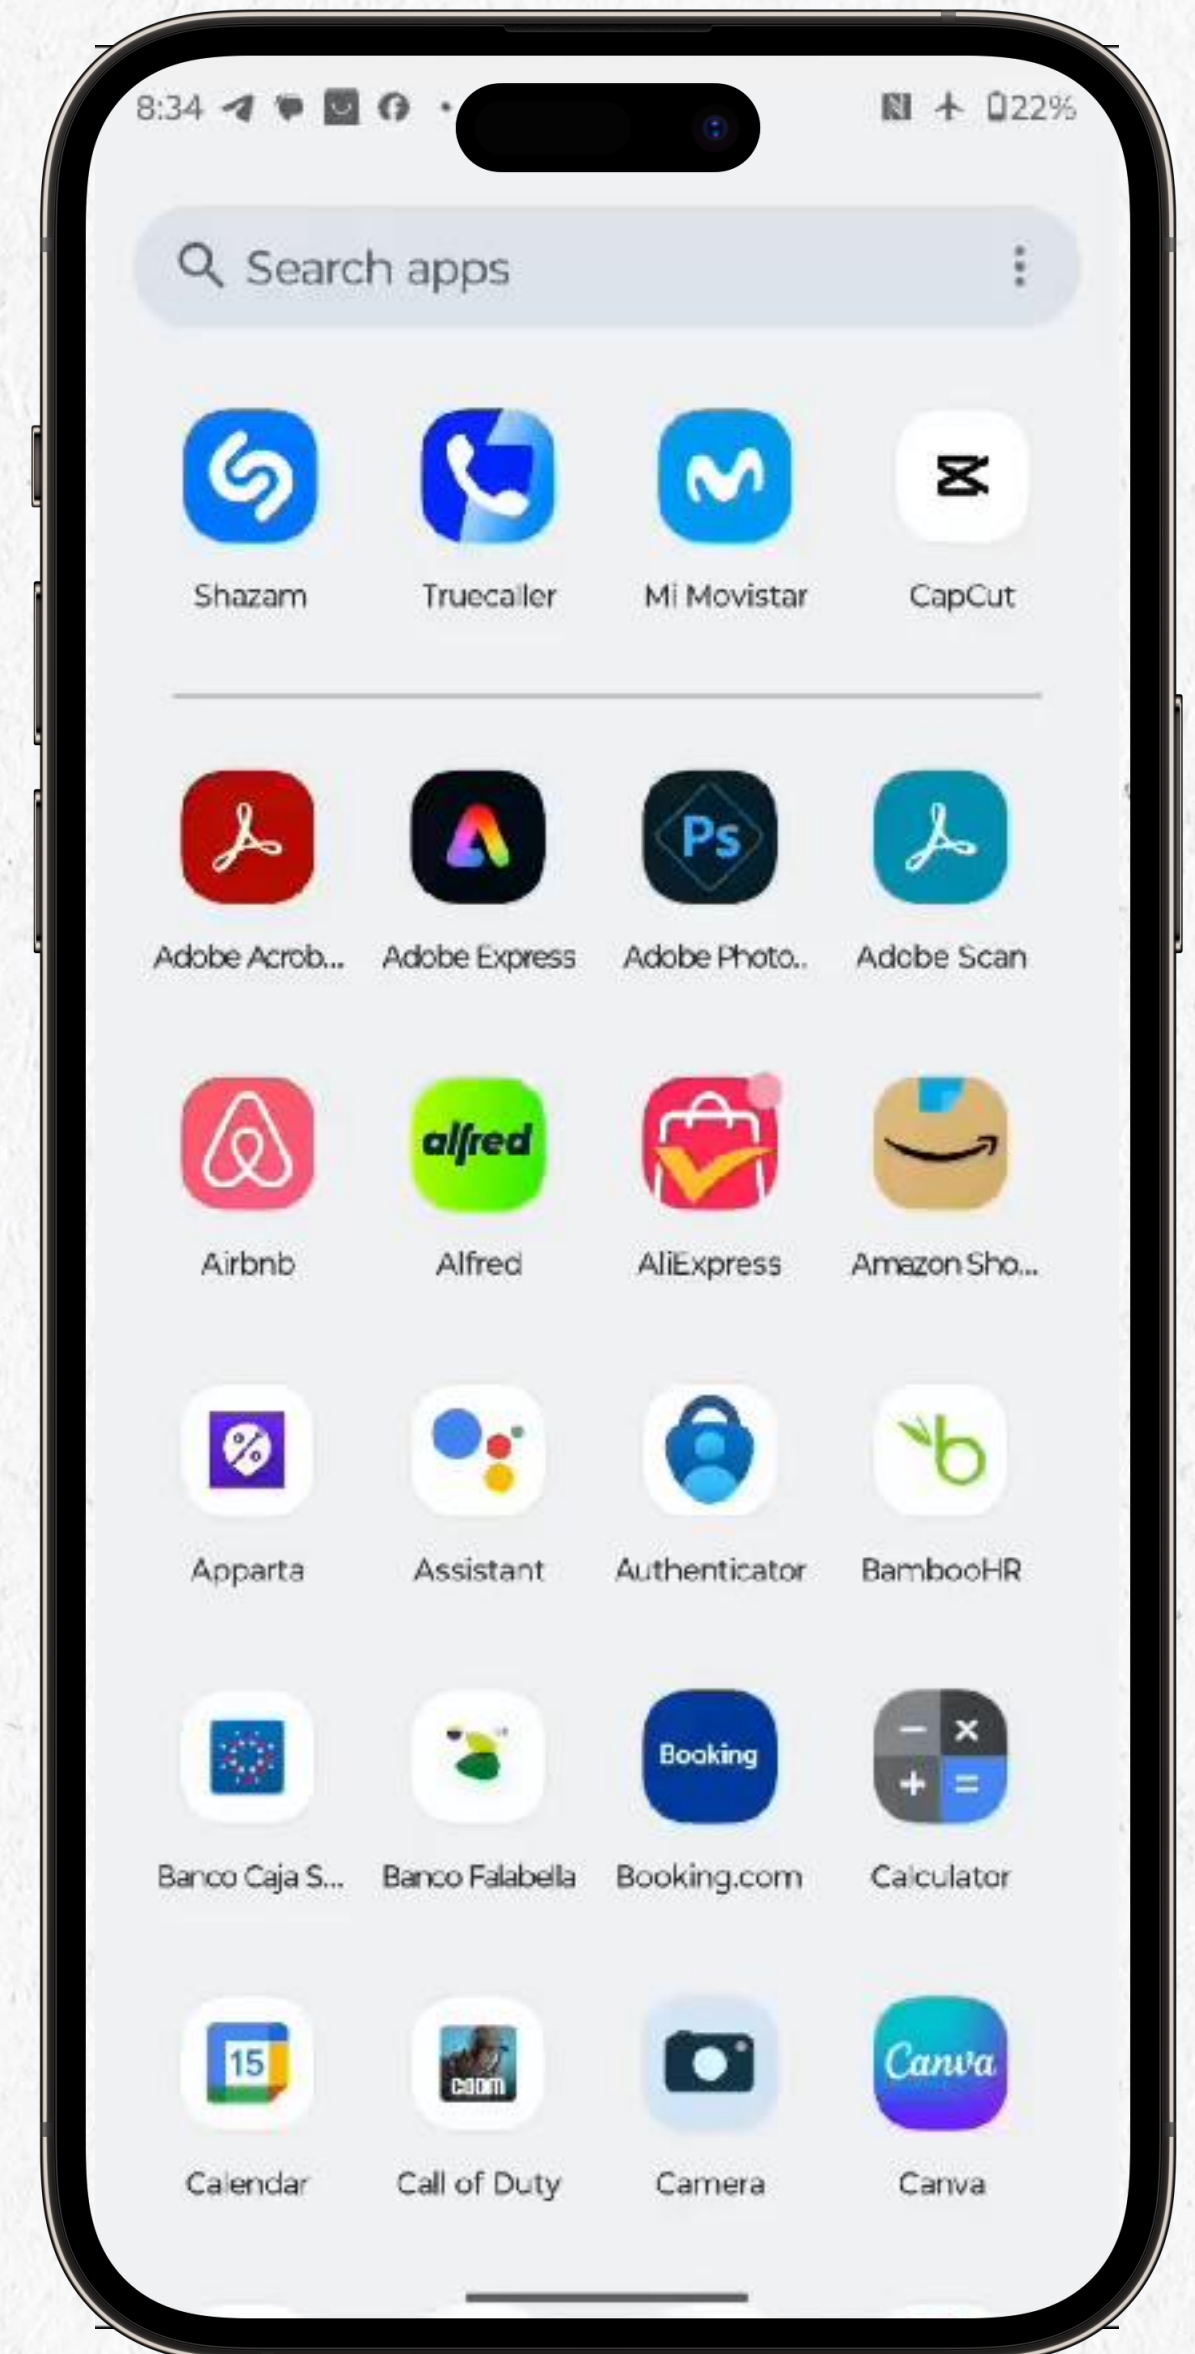 8:34 22%
Search apps
Shazam Truecaller Mi Movistar CapCut
Ps
Adobe Acrob... Adobe Express Adobe Photo.. Adobe Scan
alfred
Airbnb Alfred AliExpress Amazon Sho...
Apparta Assistant Authenticator BambooHR
Booking
Banco Caja S... Banco Falabella Booking.com Calculator
15 CODM Canva
Calendar Call of Duty Camera Canva